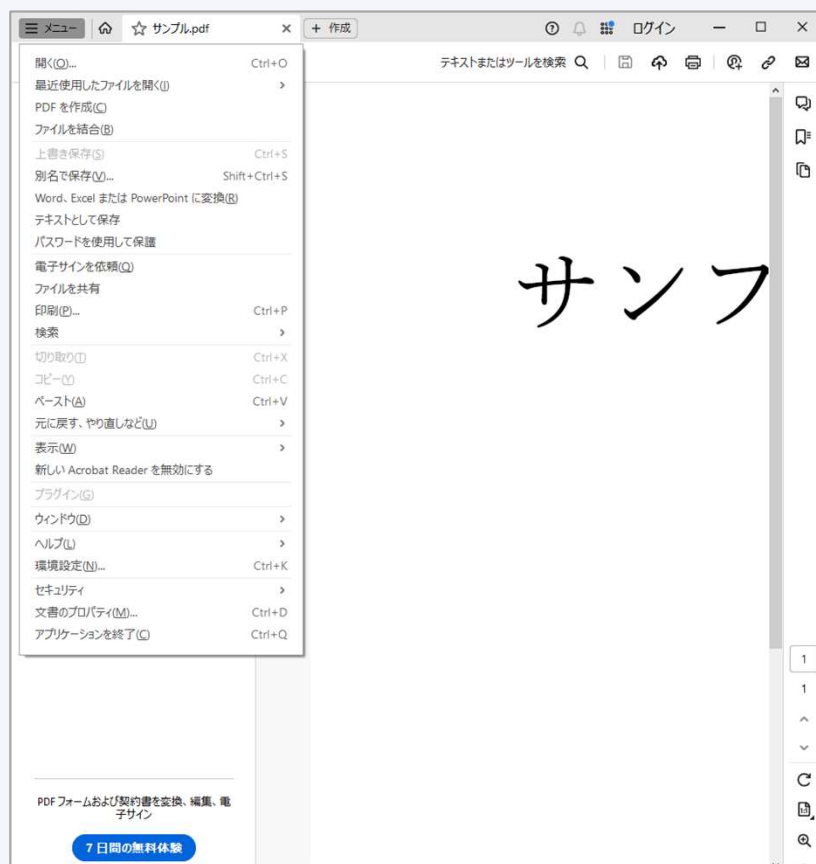 メニュー サンプル.pdf + 作成 ログイン
テキストまたはツールを検索
開く(O)... Ctrl+O
最近使用したファイルを開く(I)
PDF を作成(C)
ファイルを結合(B)
上書き保存(S) Ctrl+S
別名で保存(V)... Shift+Ctrl+S
Word、Excel または PowerPoint に変換(R)
テキストとして保存
パスワードを使用して保護
電子サインを依頼(Q)
ファイルを共有
印刷(P)... Ctrl+P
検索
切り取り(T) Ctrl+X
コピー(Y) Ctrl+C
ペースト(A) Ctrl+V
元に戻す、やり直しなど(U)
表示(W)
新しい Acrobat Reader を無効にする
プラグイン(G)
ウィンドウ(D)
ヘルプ(L)
環境設定(N)... Ctrl+K
セキュリティ
文書のプロパティ(M)... Ctrl+D
アプリケーションを終了(C) Ctrl+Q
サンプ
1
1
PDF フォームおよび契約書を変換、編集、電
子サイン
7 日間の無料体験